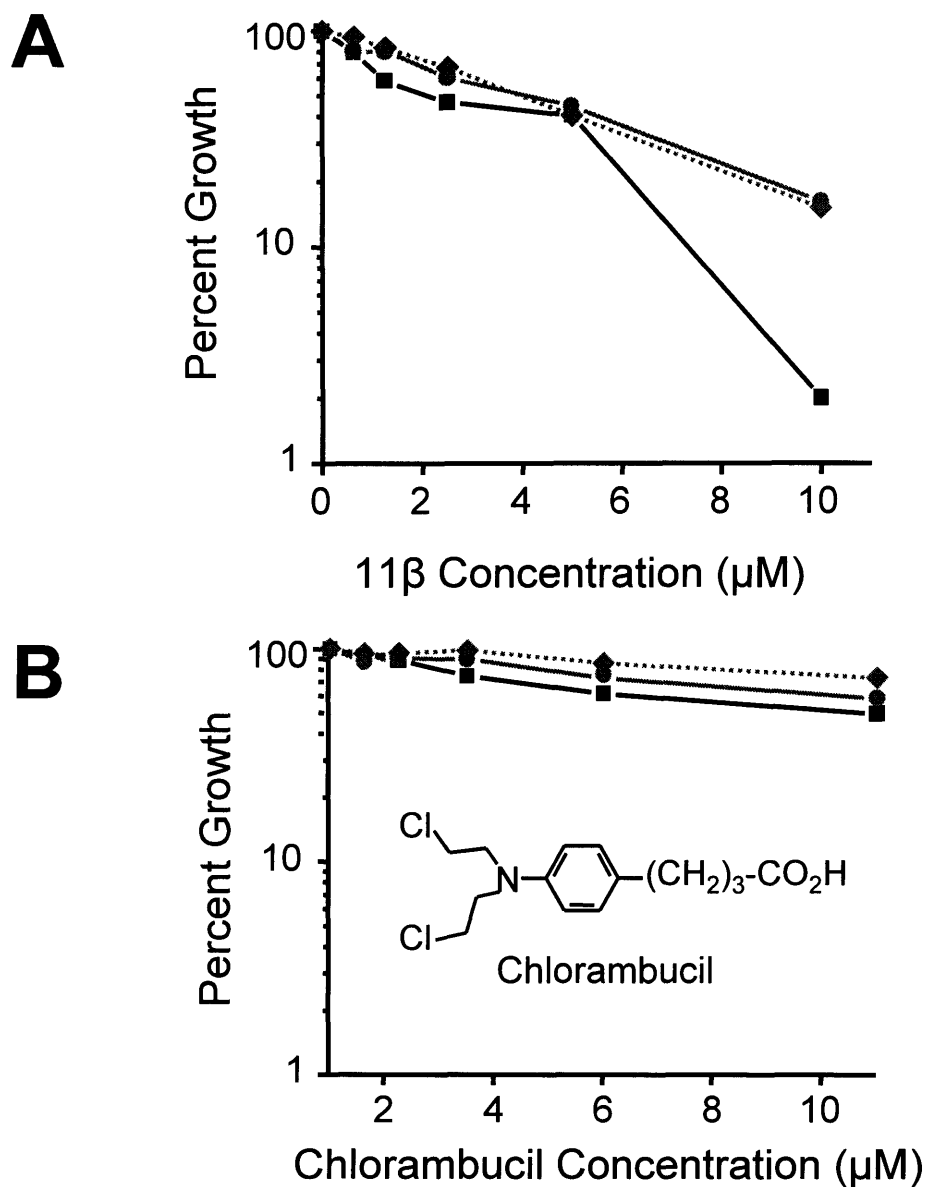 A
100
10
1
Percent Growth
0 2 4 6 8 10
11β Concentration (µM)
B
100
10
1
Percent Growth
Cl
N
(CH2)3-CO2H
Cl
Chlorambucil
2 4 6 8 10
Chlorambucil Concentration (µM)